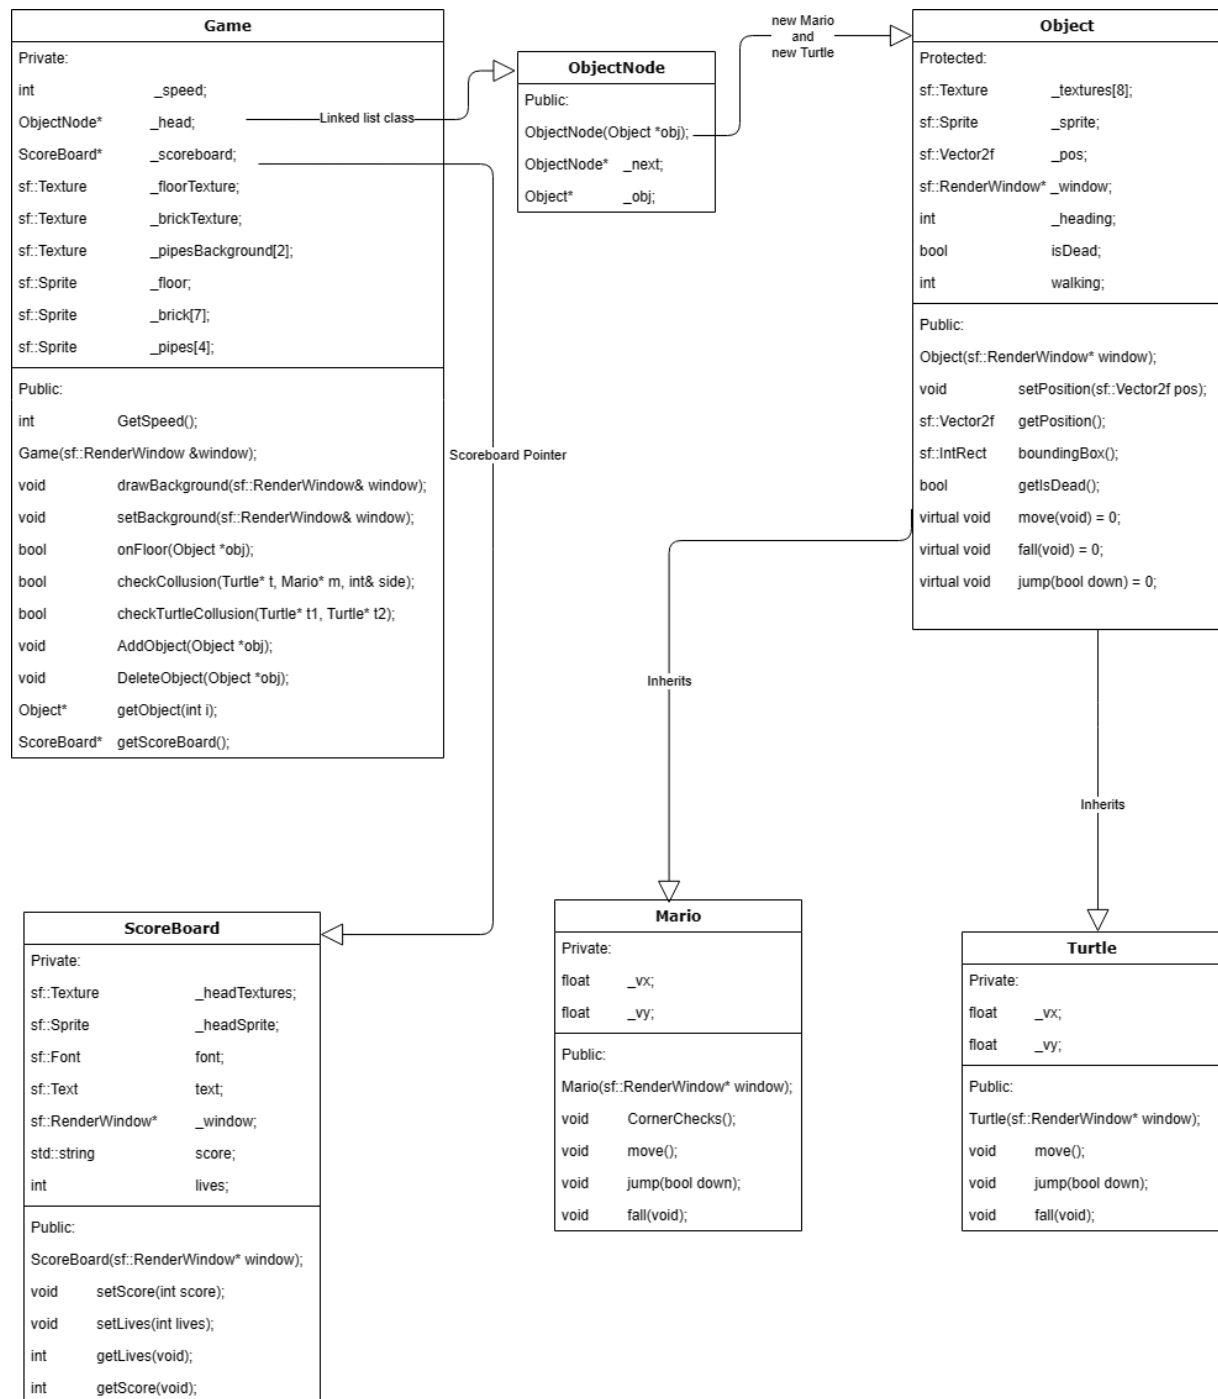 Game
Private:
int _speed;
ObjectNode* _head;
ScoreBoard* _scoreboard;
sf::Texture _floorTexture;
sf::Texture _brickTexture;
sf::Texture _pipesBackground[2];
sf::Sprite _floor;
sf::Sprite _brick[7];
sf::Sprite _pipes[4];
Public:
int GetSpeed();
Game(sf::RenderWindow &window);
void drawBackground(sf::RenderWindow& window);
void setBackground(sf::RenderWindow& window);
bool onFloor(Object *obj);
bool checkCollusion(Turtle* t, Mario* m, int& side);
bool checkTurtleCollusion(Turtle* t1, Turtle* t2);
void AddObject(Object *obj);
void DeleteObject(Object *obj);
Object* getObject(int i);
ScoreBoard* getScoreBoard();
Linked list class
Scoreboard Pointer
ObjectNode
Public:
ObjectNode(Object *obj);
ObjectNode* _next;
Object* _obj;
new Mario
and
new Turtle
Object
Protected:
sf::Texture _textures[8];
sf::Sprite _sprite;
sf::Vector2f _pos;
sf::RenderWindow* _window;
int _heading;
bool isDead;
int walking;
Public:
Object(sf::RenderWindow* window);
void setPosition(sf::Vector2f pos);
sf::Vector2f getPosition();
sf::IntRect boundingBox();
bool getIsDead();
virtual void move(void) = 0;
virtual void fall(void) = 0;
virtual void jump(bool down) = 0;
Inherits
Inherits
ScoreBoard
Private:
sf::Texture _headTextures;
sf::Sprite _headSprite;
sf::Font font;
sf::Text text;
sf::RenderWindow* _window;
std::string score;
int lives;
Public:
ScoreBoard(sf::RenderWindow* window);
void setScore(int score);
void setLives(int lives);
int getLives(void);
int getScore(void);
Mario
Private:
float _vx;
float _vy;
Public:
Mario(sf::RenderWindow* window);
void CornerChecks();
void move();
void jump(bool down);
void fall(void);
Turtle
Private:
float _vx;
float _vy;
Public:
Turtle(sf::RenderWindow* window);
void move();
void jump(bool down);
void fall(void);